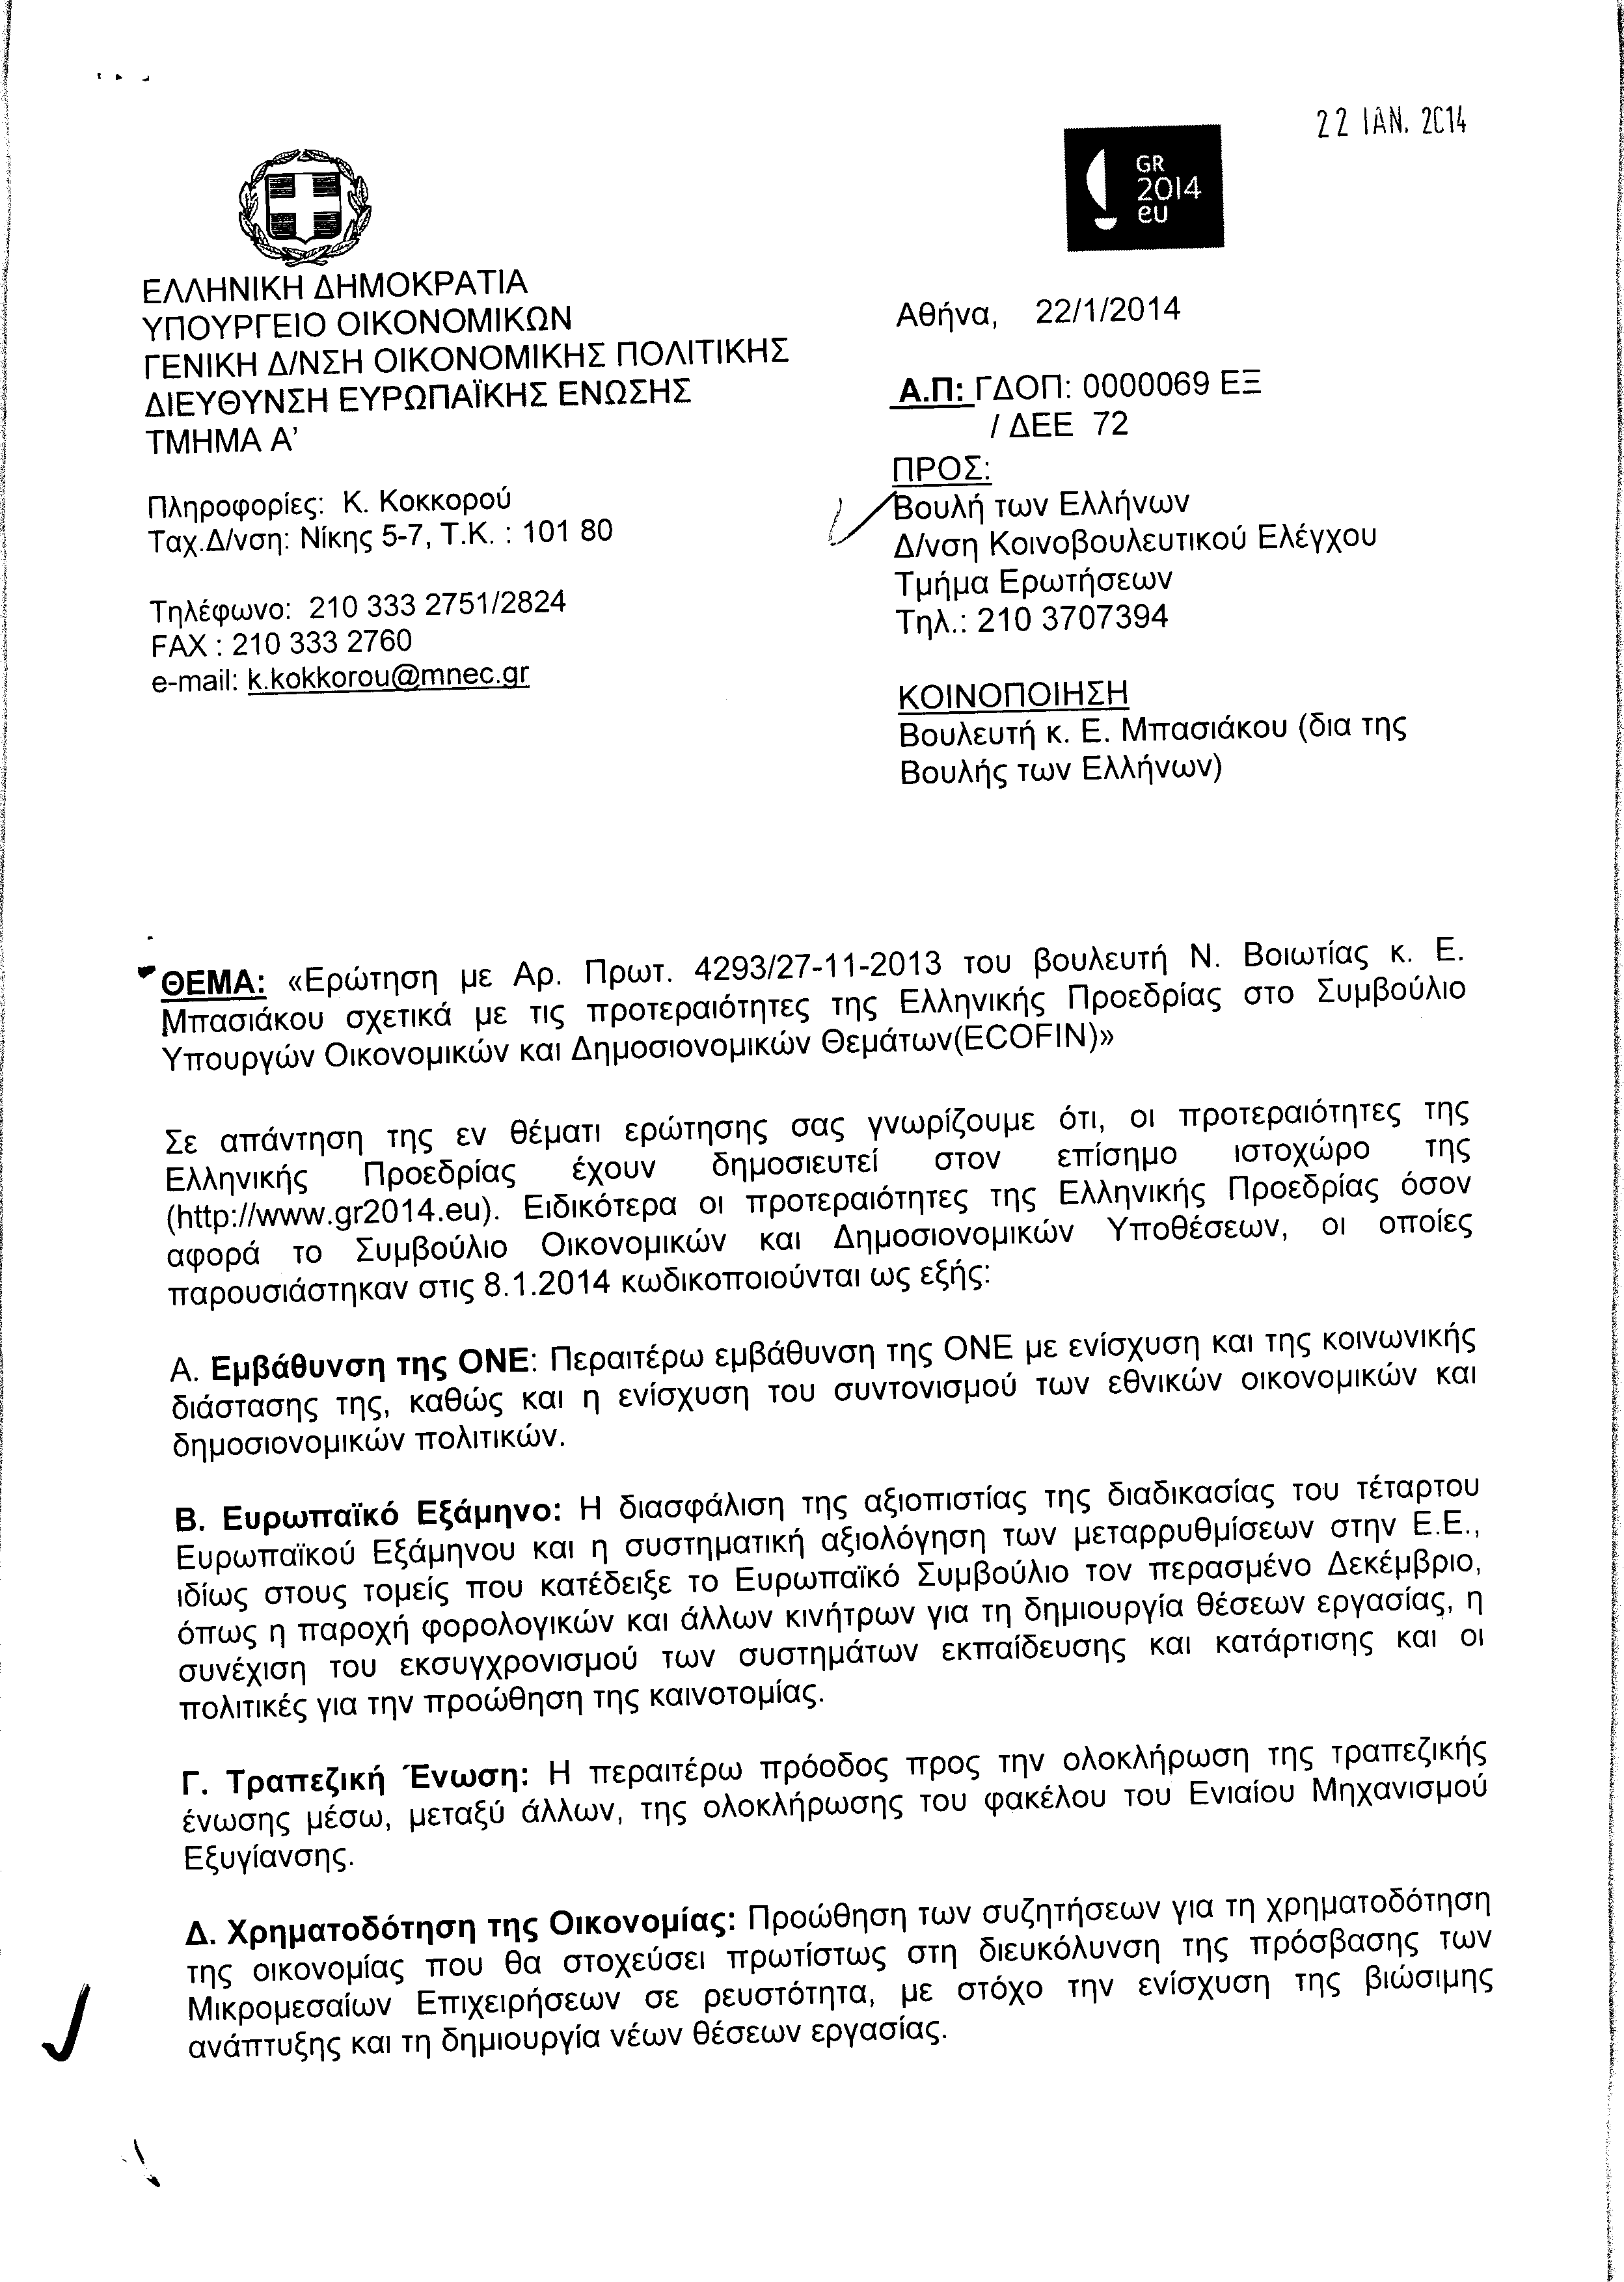 22 ΙΑΝ. 2014
GR
2014
eu
ΕΛΛΗΝΙΚΗ ΔΗΜΟΚΡΑΤΙΑ
ΥΠΟΥΡΓΕΙΟ ΟΙΚΟΝΟΜΙΚΩΝ
ΓΕΝΙΚΗ Δ/ΝΣΗ ΟΙΚΟΝΟΜΙΚΗΣ ΠΟΛΙΤΙΚΗΣ
ΔΙΕΥΘΥΝΣΗ ΕΥΡΩΠΑΪΚΗΣ ΕΝΩΣΗΣ
ΤΜΗΜΑ Α'
Πληροφορίες: Κ. Κοκκορού
Ταχ.Δ/νση: Νίκης 5-7, Τ.Κ. : 101 80
Τηλέφωνο: 210 333 2751/2824
FAX : 210 333 2760
e-mail: k.kokkorou@mnec.gr
Αθήνα, 22/1/2014
Α.Π: ΓΔΟΠ: 0000069 ΕΞ
/ ΔΕΕ 72
ΠΡΟΣ:
Βουλή των Ελλήνων
Δ/νση Κοινοβουλευτικού Ελέγχου
Τμήμα Ερωτήσεων
Τηλ.: 210 3707394
ΚΟΙΝΟΠΟΙΗΣΗ
Βουλευτή κ. Ε. Μπασιάκου (δια της
Βουλής των Ελλήνων)
ΘΕΜΑ: «Ερώτηση με Αρ. Πρωτ. 4293/27-11-2013 του βουλευτή Ν. Βοιωτίας κ. Ε.
Μπασιάκου σχετικά με τις προτεραιότητες της Ελληνικής Προεδρίας στο Συμβούλιο
Υπουργών Οικονομικών και Δημοσιονομικών Θεμάτων(ECOFIN)»
Σε απάντηση της εν θέματι ερώτησης σας γνωρίζουμε ότι, οι προτεραιότητες της
Ελληνικής Προεδρίας έχουν δημοσιευτεί στον επίσημο ιστοχώρο της
(http://www.gr2014.eu). Ειδικότερα οι προτεραιότητες της Ελληνικής Προεδρίας όσον
αφορά το Συμβούλιο Οικονομικών και Δημοσιονομικών Υποθέσεων, οι οποίες
παρουσιάστηκαν στις 8.1.2014 κωδικοποιούνται ως εξής:
Α. Εμβάθυνση της ΟΝΕ: Περαιτέρω εμβάθυνση της ΟΝΕ με ενίσχυση και της κοινωνικής
διάστασης της, καθώς και η ενίσχυση του συντονισμού των εθνικών οικονομικών και
δημοσιονομικών πολιτικών.
Β. Ευρωπαϊκό Εξάμηνο: Η διασφάλιση της αξιοπιστίας της διαδικασίας του τέταρτου
Ευρωπαϊκού Εξάμηνου και η συστηματική αξιολόγηση των μεταρρυθμίσεων στην Ε.Ε.,
ιδίως στους τομείς που κατέδειξε το Ευρωπαϊκό Συμβούλιο τον περασμένο Δεκέμβριο,
όπως η παροχή φορολογικών και άλλων κινήτρων για τη δημιουργία θέσεων εργασίας, η
συνέχιση του εκσυγχρονισμού των συστημάτων εκπαίδευσης και κατάρτισης και οι
πολιτικές για την προώθηση της καινοτομίας.
Γ. Τραπεζική Ένωση: Η περαιτέρω πρόοδος προς την ολοκλήρωση της τραπεζικής
ένωσης μέσω, μεταξύ άλλων, της ολοκλήρωσης του φακέλου του Ενιαίου Μηχανισμού
Εξυγίανσης.
Δ. Χρηματοδότηση της Οικονομίας: Προώθηση των συζητήσεων για τη χρηματοδότηση
της οικονομίας που θα στοχεύσει πρωτίστως στη διευκόλυνση της πρόσβασης των
Μικρομεσαίων Επιχειρήσεων σε ρευστότητα, με στόχο την ενίσχυση της βιώσιμης
ανάπτυξης και τη δημιουργία νέων θέσεων εργασίας.